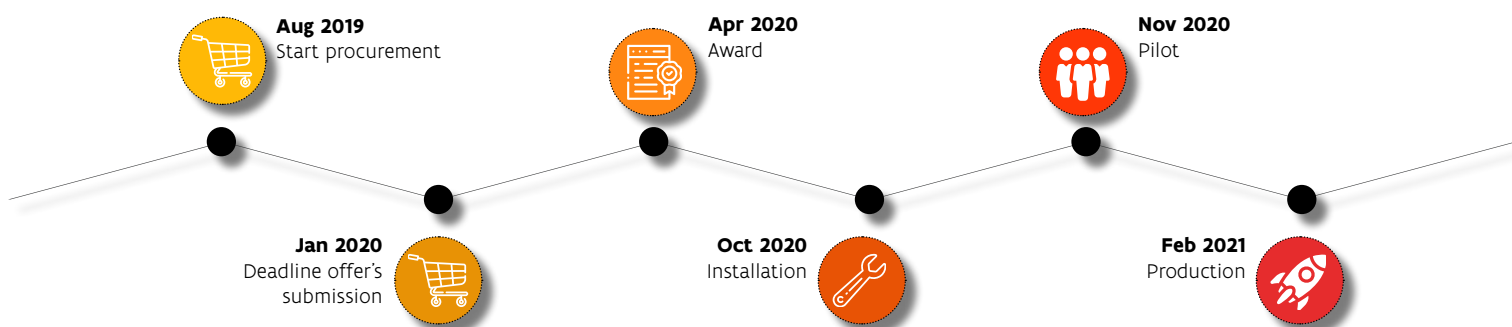 Aug 2019
Start procurement
Jan 2020
Deadline offer's
submission
Apr 2020
Award
Oct 2020
Installation
Nov 2020
Pilot
Feb 2021
Production